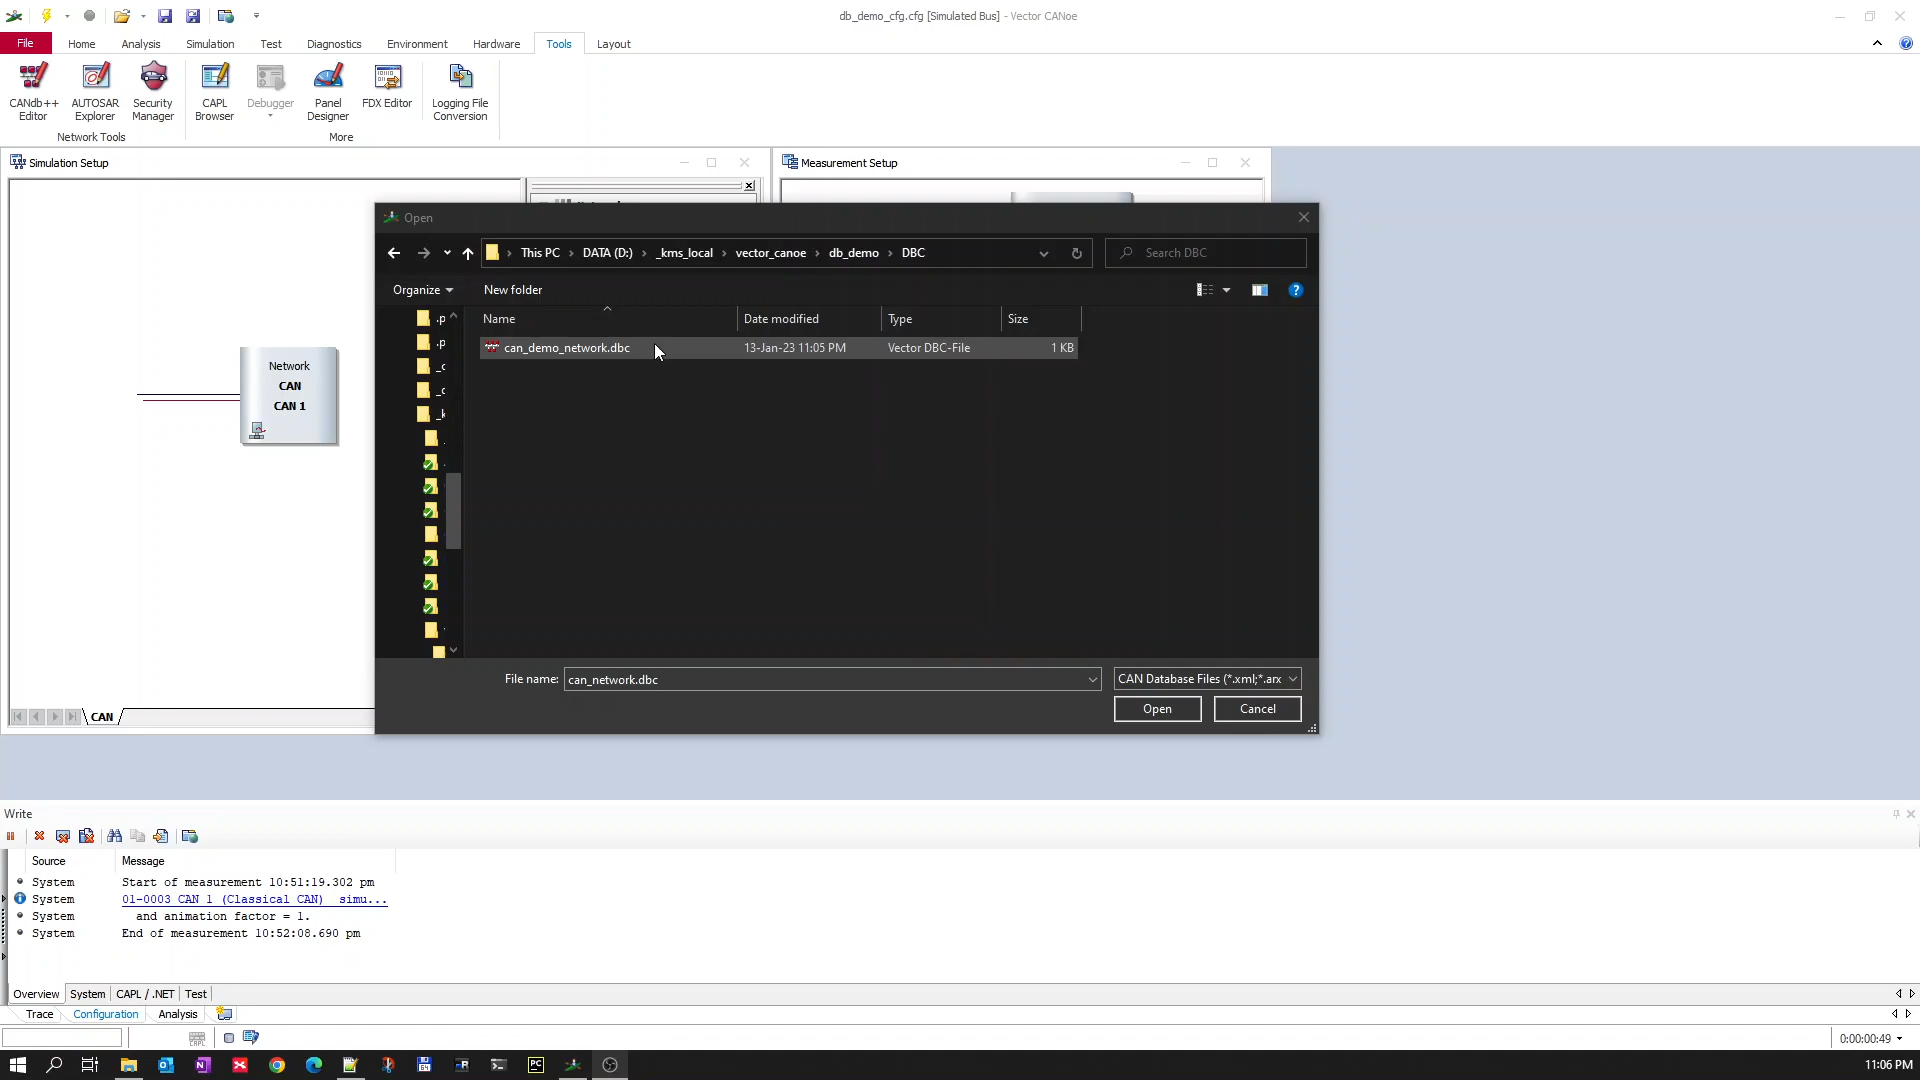 db_demo_cfg.cfg [Simulated Bus] - Vector CANoe
File Home Analysis Simulation Test Diagnostics Environment Hardware Tools Layout
CANdb++ Editor
AUTOSAR Explorer
Security Manager
CAPL Browser
Debugger
Panel Designer
FDX Editor
Logging File Conversion
Network Tools
More
Simulation Setup
Measurement Setup
Open
This PC > DATA (D:) > _kms_local > vector_canoe > db_demo > DBC
Search DBC
Organize
New folder
Name Date modified Type Size
can_demo_network.dbc 13-Jan-23 11:05 PM Vector DBC-File 1 KB
Network
CAN
CAN 1
File name: can_network.dbc
CAN Database Files (*.xml;*.arx
Open
Cancel
CAN
Write
Source Message
System Start of measurement 10:51:19.302 pm
System 01-0003 CAN 1 (Classical CAN) simu...
System and animation factor = 1.
System End of measurement 10:52:08.690 pm
Overview System CAPL / .NET Test
Trace Configuration Analysis
0:00:00:49
11:06 PM